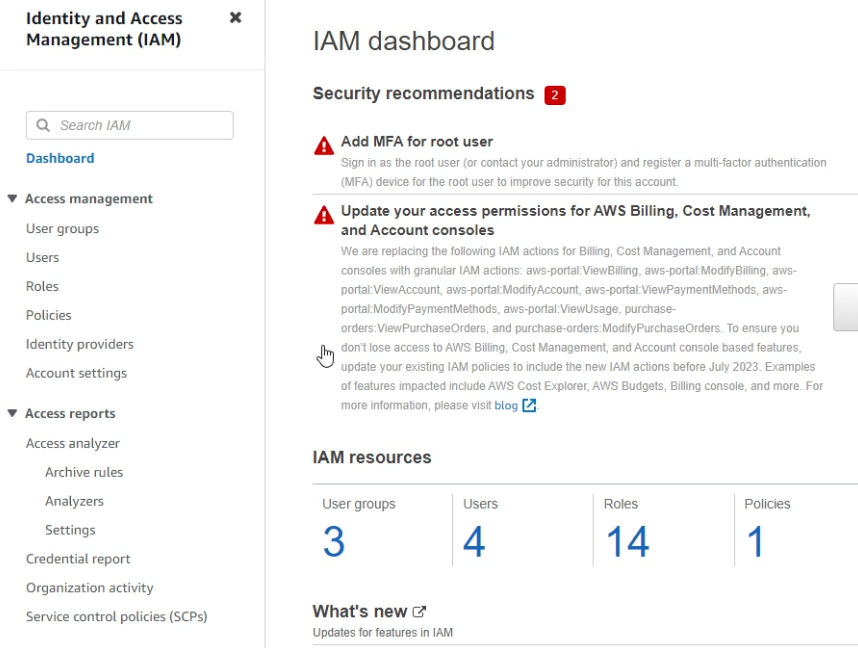 Identity and Access
Management (IAM)
Search IAM
Dashboard
Access management
User groups
Users
Roles
Policies
Identity providers
Account settings
Access reports
Access analyzer
Archive rules
Analyzers
Settings
Credential report
Organization activity
Service control policies (SCPs)
IAM dashboard
Security recommendations 2
Add MFA for root user
Sign in as the root user (or contact your administrator) and register a multi-factor authentication
(MFA) device for the root user to improve security for this account.
Update your access permissions for AWS Billing, Cost Management,
and Account consoles
We are replacing the following IAM actions for Billing, Cost Management, and Account
consoles with granular IAM actions: aws-portal:ViewBilling, aws-portal:ModifyBilling, aws-
portal:ViewAccount, aws-portal:ModifyAccount, aws-portal:ViewPaymentMethods, aws-
portal:ModifyPaymentMethods, aws-portal:ViewUsage, purchase-
orders:ViewPurchaseOrders, and purchase-orders:ModifyPurchaseOrders. To ensure you
don't lose access to AWS Billing, Cost Management, and Account console based features,
update your existing IAM policies to include the new IAM actions before July 2023. Examples
of features impacted include AWS Cost Explorer, AWS Budgets, Billing console, and more. For
more information, please visit blog.
IAM resources
User groups Users Roles Policies
3 4 14 1
What's new
Updates for features in IAM